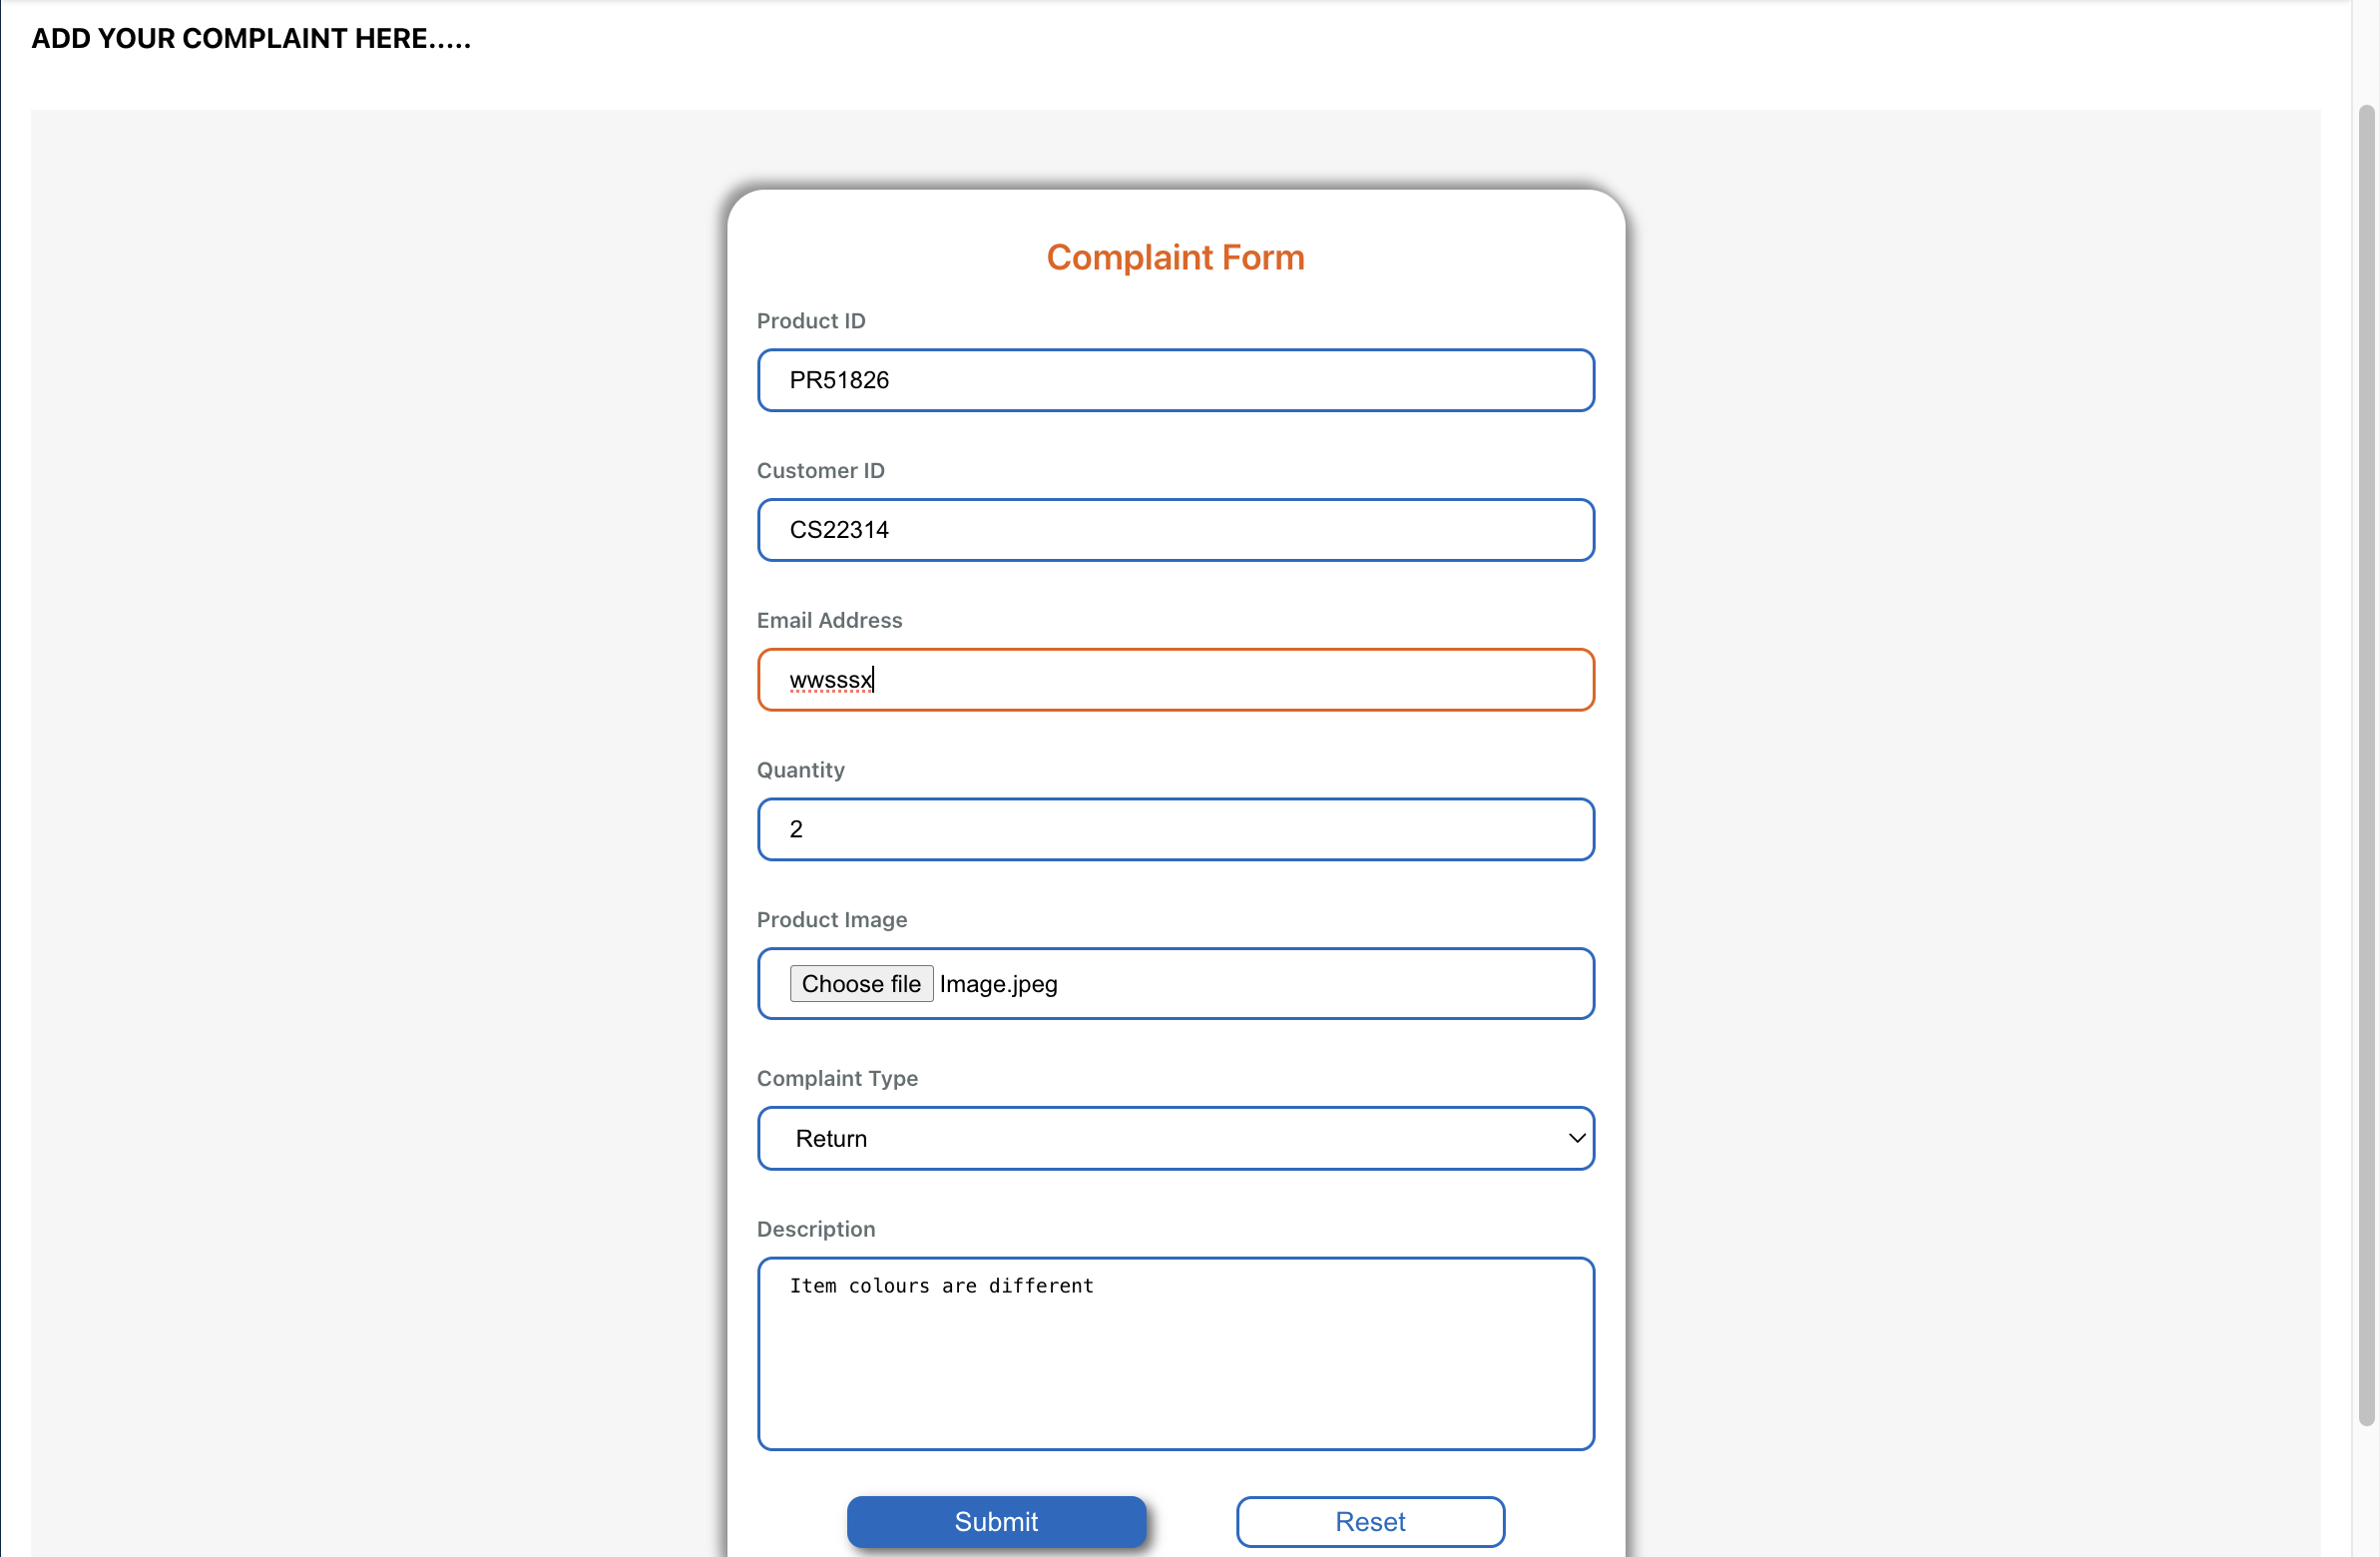 ADD YOUR COMPLAINT HERE.....
Complaint Form
Product ID
PR51826
Customer ID
CS22314
Email Address
wwsssx
Quantity
2
Product Image
Choose file Image.jpeg
Complaint Type
Return
Description
Item colours are different
Submit Reset